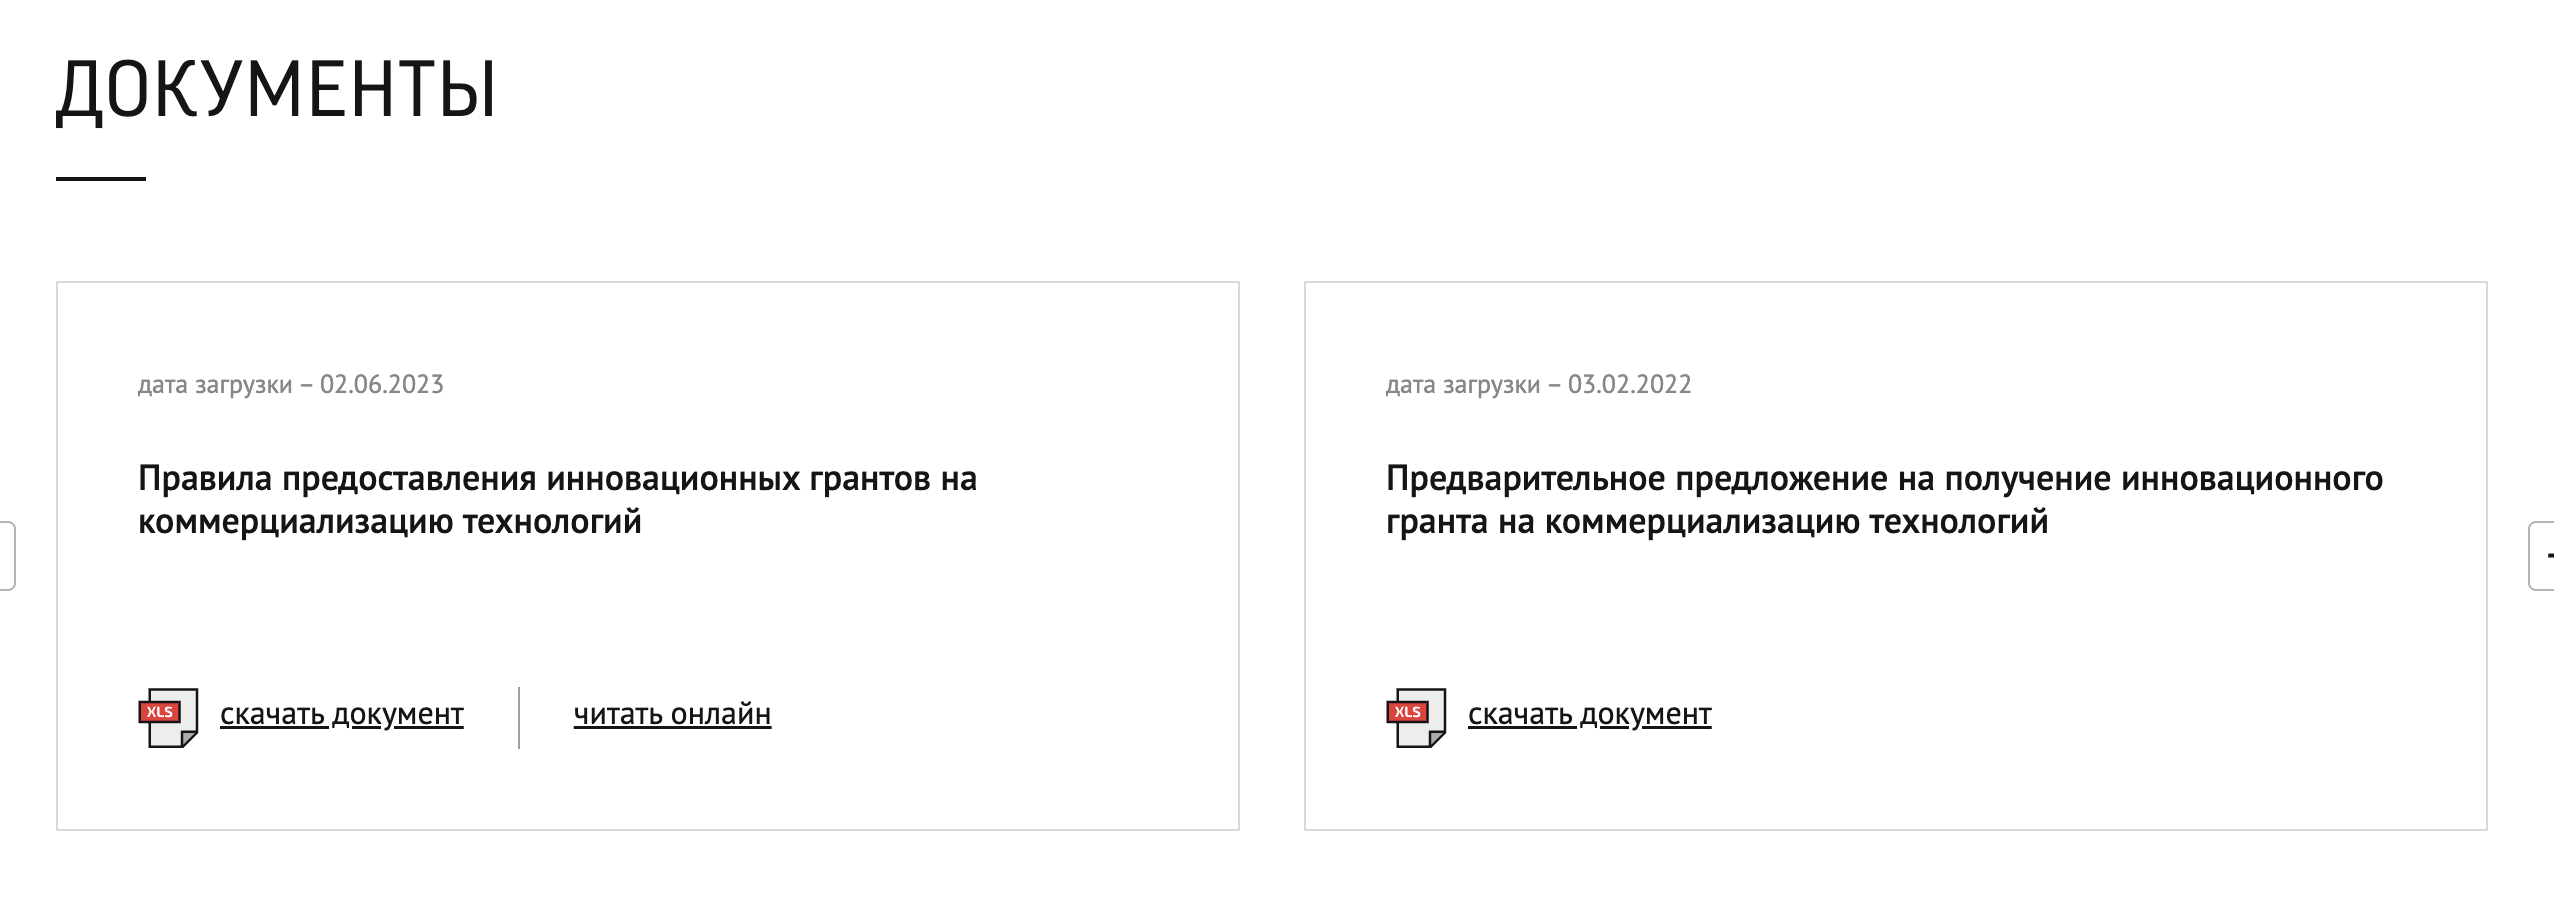 ДОКУМЕНТЫ
дата загрузки – 02.06.2023
Правила предоставления инновационных грантов на
коммерциализацию технологий
XLS скачать документ читать онлайн
дата загрузки – 03.02.2022
Предварительное предложение на получение инновационного
гранта на коммерциализацию технологий
XLS скачать документ